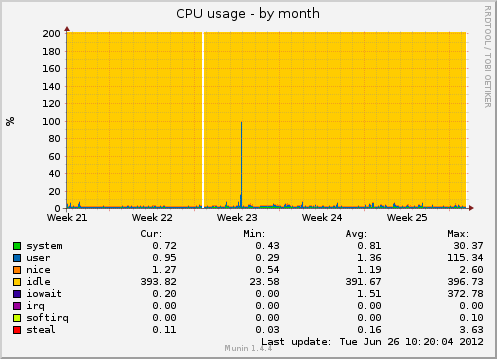 CPU usage - by month
RRDTOOL / TOBI OETIKER
%
200
180
160
140
120
100
80
60
40
20
0
Week 21 Week 22 Week 23 Week 24 Week 25
Cur: Min: Avg: Max:
system 0.72 0.43 0.81 30.37
user 0.95 0.29 1.36 115.34
nice 1.27 0.54 1.19 2.60
idle 393.82 23.58 391.67 396.73
iowait 0.20 0.00 1.51 372.78
irq 0.00 0.00 0.00 0.00
softirq 0.00 0.00 0.00 0.10
steal 0.11 0.03 0.16 3.63
Last update: Tue Jun 26 10:20:04 2012
Munin 1.4.4